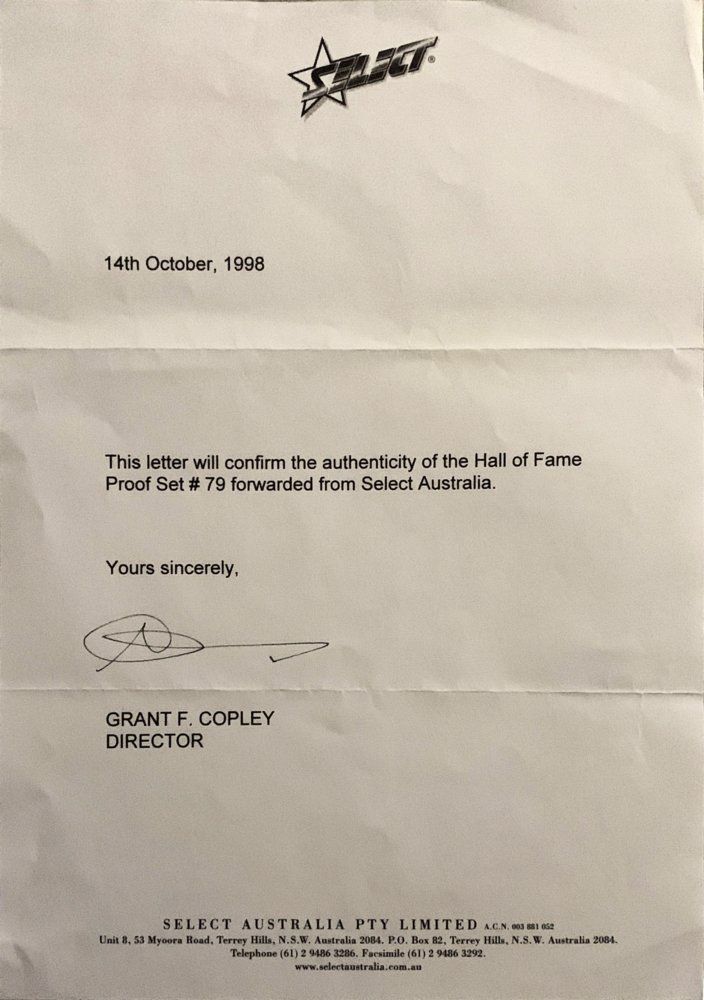 SELECT®
14th October, 1998
This letter will confirm the authenticity of the Hall of Fame
Proof Set # 79 forwarded from Select Australia.
Yours sincerely,
GRANT F. COPLEY
DIRECTOR
SELECT AUSTRALIA PTY LIMITED A.C.N. 003 881 052
Unit 8, 53 Myoora Road, Terrey Hills, N.S.W. Australia 2084. P.O. Box 82, Terrey Hills, N.S.W. Australia 2084.
Telephone (61) 2 9486 3286. Facsimile (61) 2 9486 3292.
www.selectaustralia.com.au